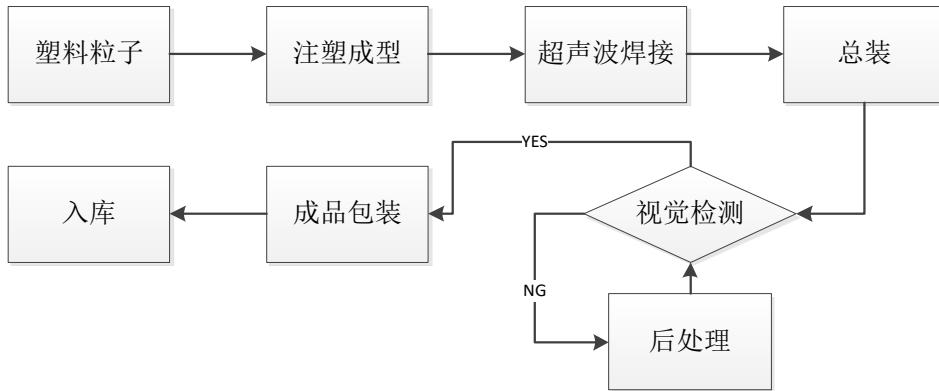 塑料粒子
注塑成型
超声波焊接
总装
YES
入库
成品包装
视觉检测
NG
后处理